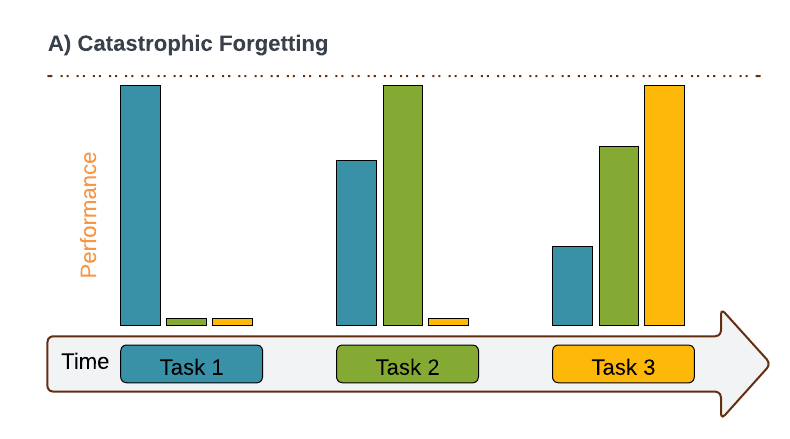 A) Catastrophic Forgetting
Performance
Time
Task 1
Task 2
Task 3